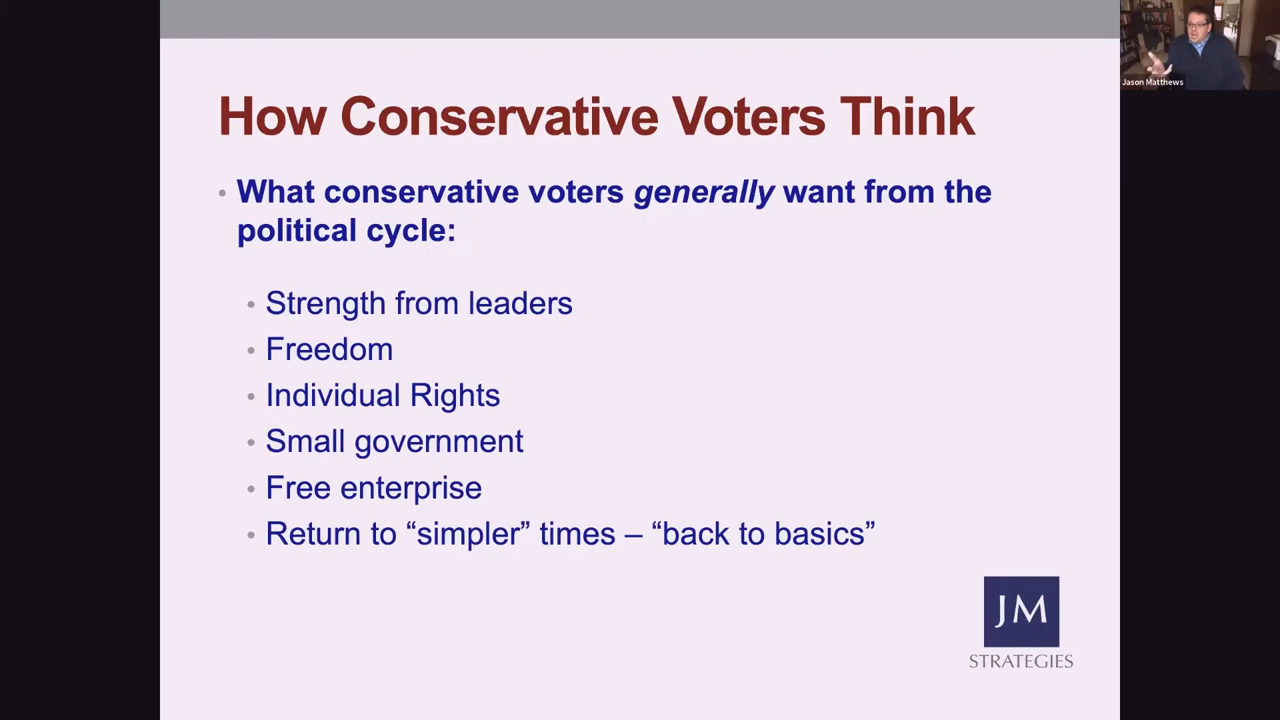 Jason Matthews
How Conservative Voters Think
• What conservative voters generally want from the
political cycle:
• Strength from leaders
• Freedom
• Individual Rights
• Small government
• Free enterprise
• Return to “simpler” times – “back to basics”
JM
STRATEGIES